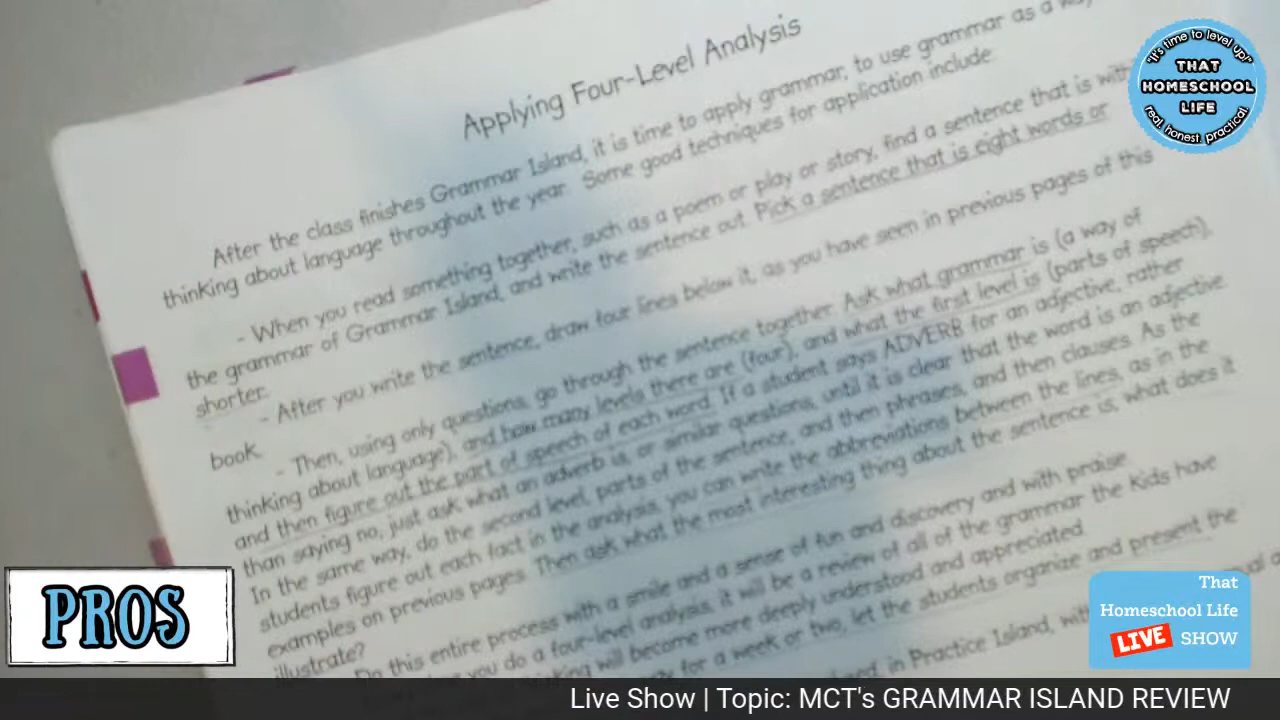 Applying Four-Level Analysis
After the class finishes Grammar Island, it is time to apply grammar, to use grammar as a way
thinking about language throughout the year. Some good techniques for application include:
- When you read something together, such as a poem or play or story, find a sentence that is with
the grammar of Grammar Island, and write the sentence out. Pick a sentence that is eight words or
shorter.
- After you write the sentence, draw four lines below it, as you have seen in previous pages of this
book.
- Then, using only questions, go through the sentence together. Ask what grammar is (a way of
thinking about language), and how many levels there are (four), and what the first level is (parts of speech),
and then figure out the part of speech of each word. If a student says ADVERB for an adjective, rather
than saying no, just ask what an adverb is, or similar questions, until it is clear that the word is an adjective.
In the same way, do the second level, parts of the sentence, and then phrases, and then clauses. As the
students figure out each fact in the analysis, you can write the abbreviations between the lines, as in the
examples on previous pages. Then ask what the most interesting thing about the sentence is; what does it
illustrate?
Do this entire process with a smile and a sense of fun and discovery and with praise
you do a four-level analysis, it will be a review of all of the grammar the kids have
will become more deeply understood and appreciated.
for a week or two, let the students organize and present the
in Practice Island, with
"It's time to level up!"
THAT
HOMESCHOOL
LIFE
real, honest, practical
PROS
That
Homeschool Life
LIVE SHOW
Live Show | Topic: MCT's GRAMMAR ISLAND REVIEW